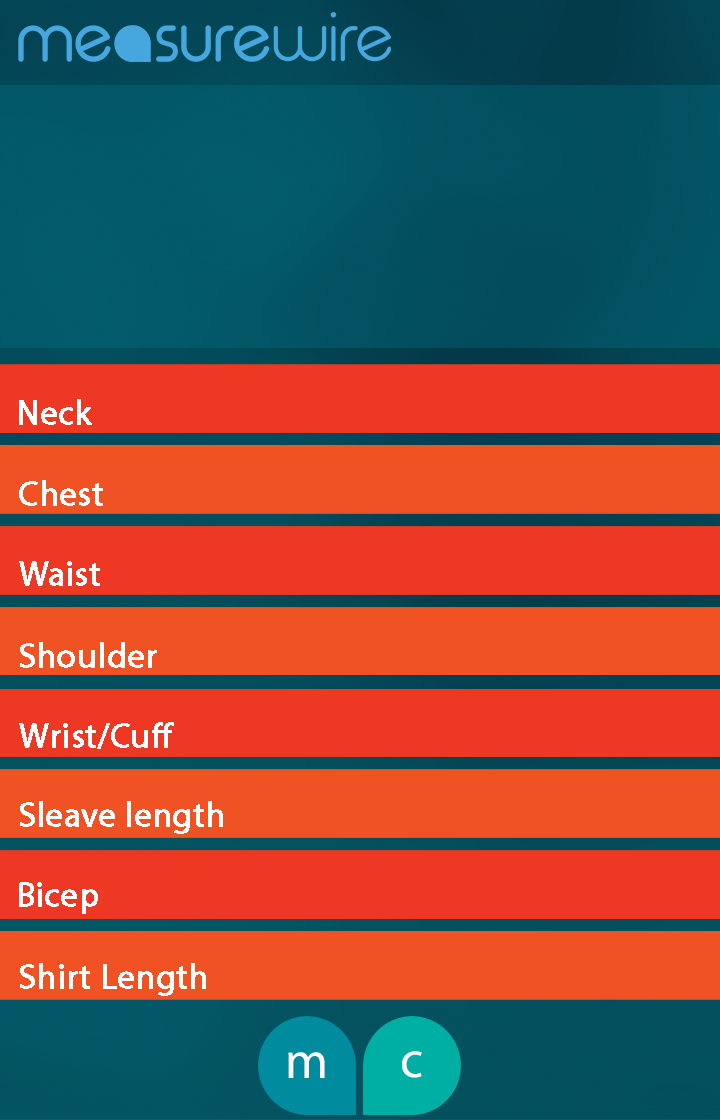 measurewire
Neck
Chest
Waist
Shoulder
Wrist/Cuff
Sleave length
Bicep
Shirt Length
m c